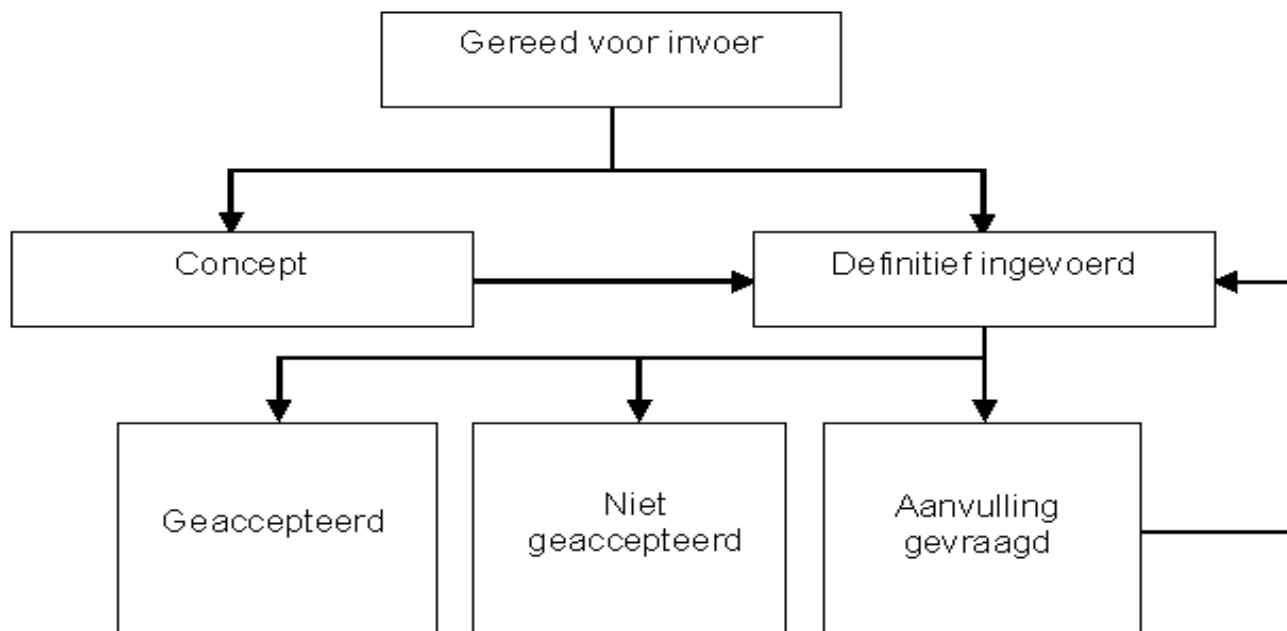 Gereed voor invoer
Concept
Definitief ingevoerd
Geaccepteerd
Niet
geaccepteerd
Aanvulling
gevraagd